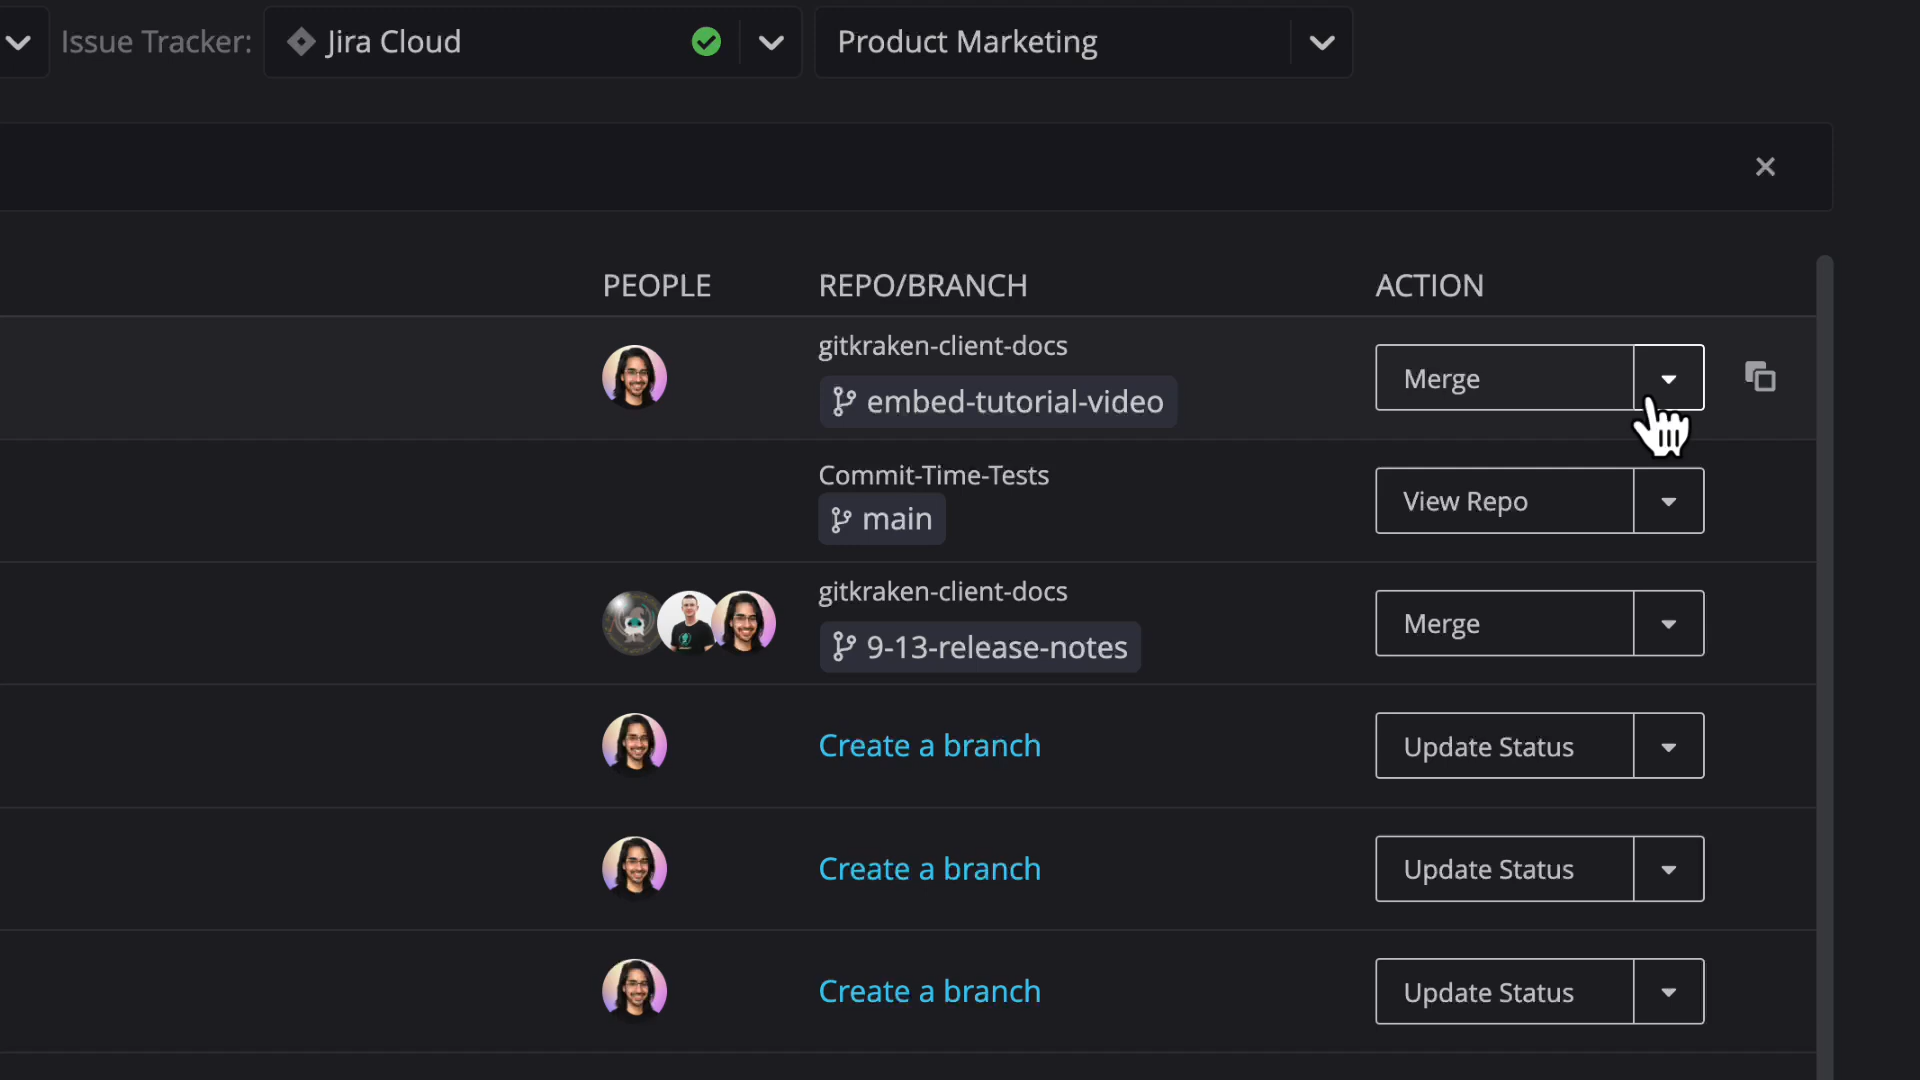 Issue Tracker: Jira Cloud Product Marketing
PEOPLE REPO/BRANCH ACTION
gitkraken-client-docs
embed-tutorial-video
Merge
Commit-Time-Tests
main
View Repo
gitkraken-client-docs
9-13-release-notes
Merge
Create a branch Update Status
Create a branch Update Status
Create a branch Update Status